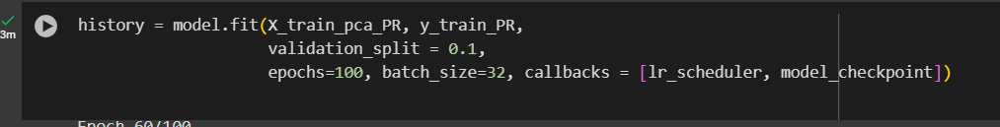 history = model.fit(X_train_pca_PR, y_train_PR,
3m
validation_split = 0.1,
epochs=100, batch_size=32, callbacks = [lr_scheduler, model_checkpoint])
Epoch 60/100